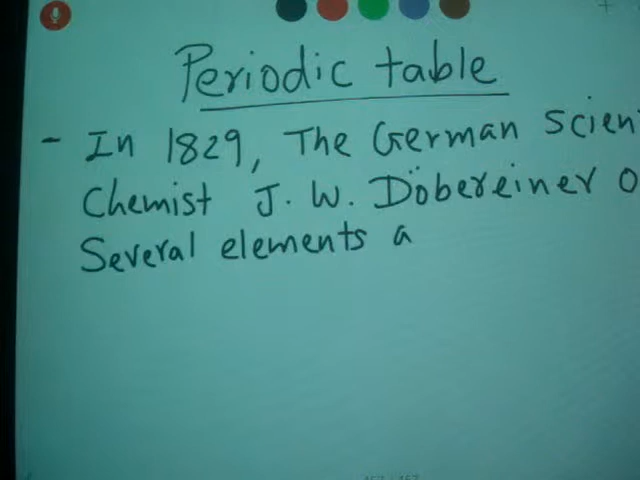 Periodic table
- In 1829, The German Scien
Chemist J. W. Döbereiner O
Several elements a